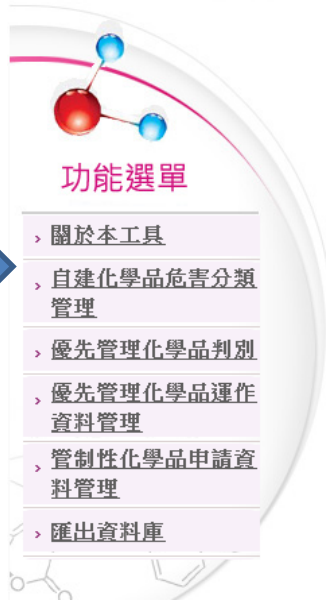 功能選單
關於本工具
自建化學品危害分類
管理
優先管理化學品判別
優先管理化學品運作
資料管理
管制性化學品申請資
料管理
匯出資料庫